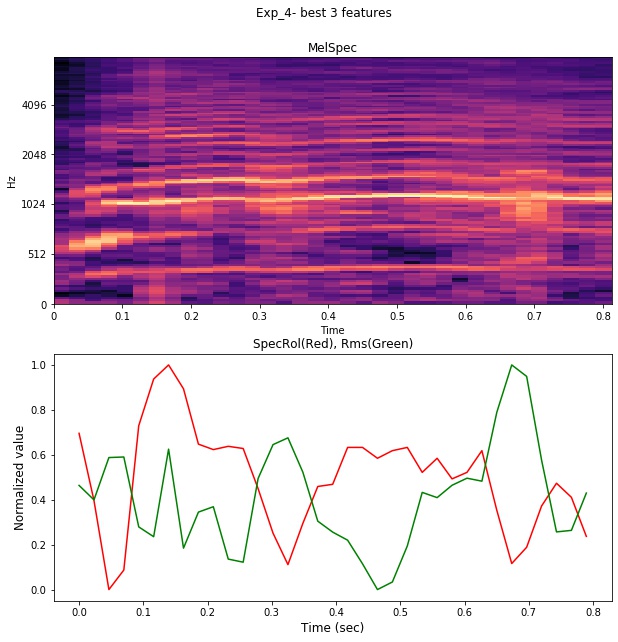 Exp_4- best 3 features
MelSpec
4096
2048
1024
512
0
Hz
0 0.1 0.2 0.3 0.4 0.5 0.6 0.7 0.8
Time
SpecRol(Red), Rms(Green)
1.0
0.8
0.6
0.4
0.2
0.0
Normalized value
0.0 0.1 0.2 0.3 0.4 0.5 0.6 0.7 0.8
Time (sec)